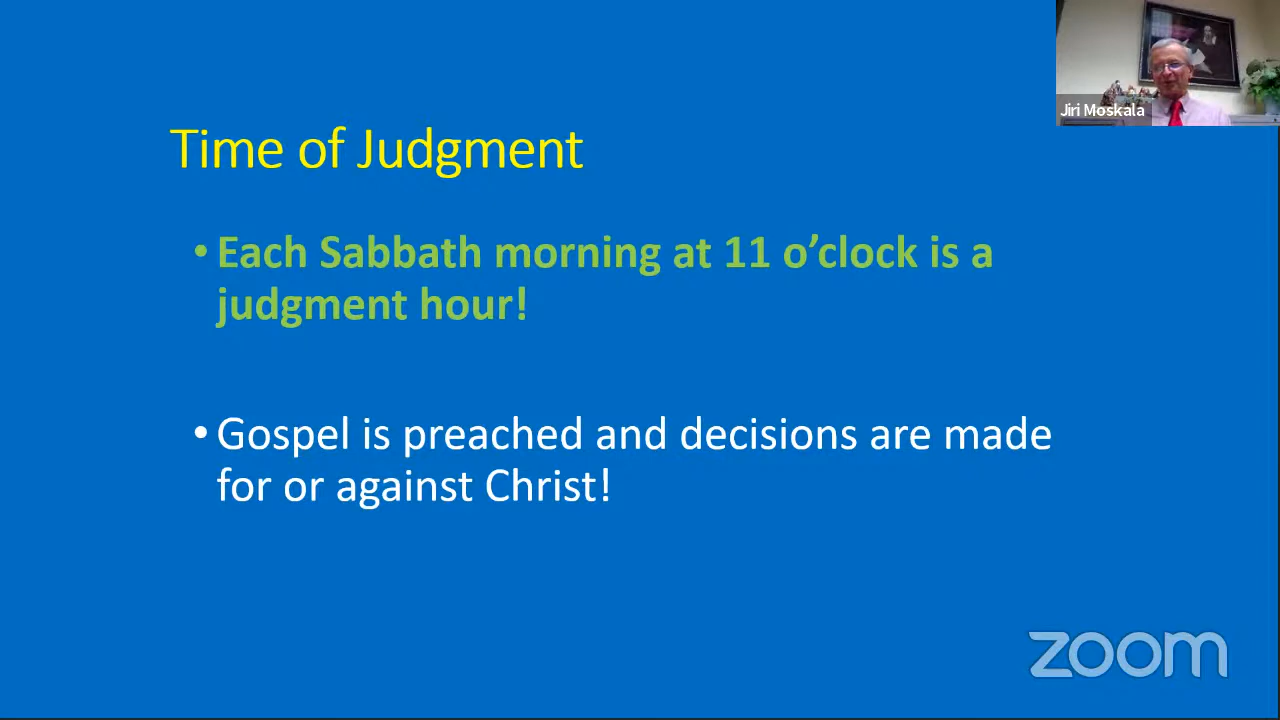 Jiri Moskala
Time of Judgment
• Each Sabbath morning at 11 o’clock is a
judgment hour!
• Gospel is preached and decisions are made
for or against Christ!
zoom